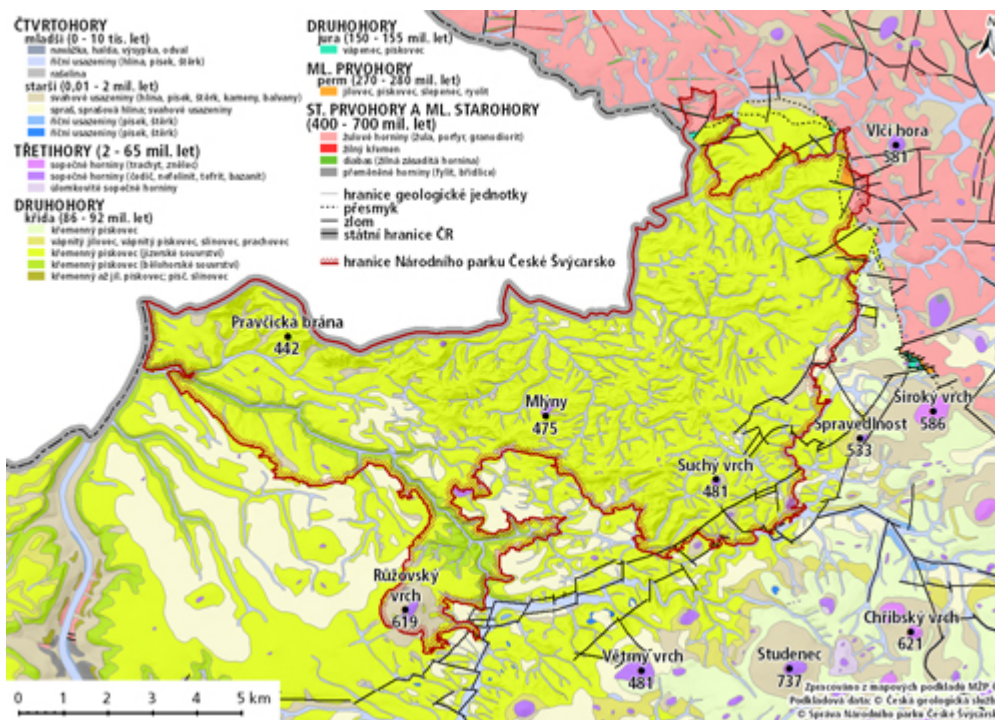 ČTVRTOHORY
mladší (0 - 10 tis. let)
navážka, halda, výsypka, odval
říční usazeniny (hlína, písek, štěrk)
rašelina
starší (0,01 - 2 mil. let)
svahové usazeniny (hlína, písek, štěrk, kameny, balvany)
spraš, sprašová hlína; svahové usazeniny
říční usazeniny (písek, štěrk)
říční usazeniny (písek, štěrk)
TŘETIHORY (2 - 65 mil. let)
sopečné horniny (trachyt, znělec)
sopečné horniny (čedič, nefelinit, tefrit, bazanit)
úlomkovité sopečné horniny
DRUHOHORY
křída (86 - 92 mil. let)
křemenný pískovec
vápnitý jílovec, vápnitý pískovec, slínovec, prachovec
křemenný pískovec (jizerské souvrství)
křemenný pískovec (bělohorské souvrství)
křemenný až jíl. pískovec; písč. slínovec
DRUHOHORY
jura (150 - 155 mil. let)
vápenec, pískovec
ML. PRVOHORY
perm (270 - 280 mil. let)
jílovec, pískovec, slepenec, ryolit
ST. PRVOHORY A ML. STAROHORY
(400 - 700 mil. let)
žulové horniny (žula, porfyr, granodiorit)
žilný křemen
diabas (žilná zásaditá hornina)
přeměněné horniny (fylit, břidlice)
hranice geologické jednotky
přesmyk
zlom
státní hranice ČR
hranice Národního parku České Švýcarsko
N
Vlčí hora
581
Pravčická brána
442
Mlýny
475
Široký vrch
586
Spravedlnost
533
Suchý vrch
481
Růžovský
vrch
619
Chřibský vrch
621
Větrný vrch
481
Studenec
737
0 1 2 3 4 5 km
Zpracováno z mapových podkladů MŽP
Podkladová data: © Česká geologická služb
© Správa Národního parku České Švýcars